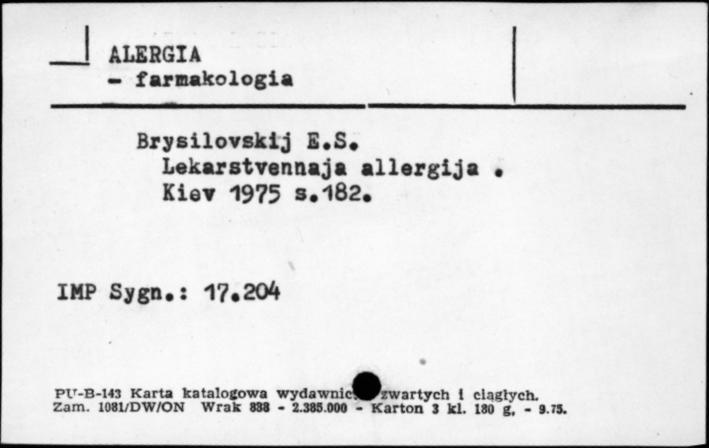 ALERGIA
- farmakologia
Brysilovskij E.S.
Lekarstvennaja allergija .
Kiev 1975 s.182.
IMP Sygn.: 17.204
PU-B-143 Karta katalogowa wydawnic zwartych i ciągłych.
Zam. 1081/DW/ON Wrak 888 - 2.385.000 - Karton 3 kl. 180 g, - 9.75.